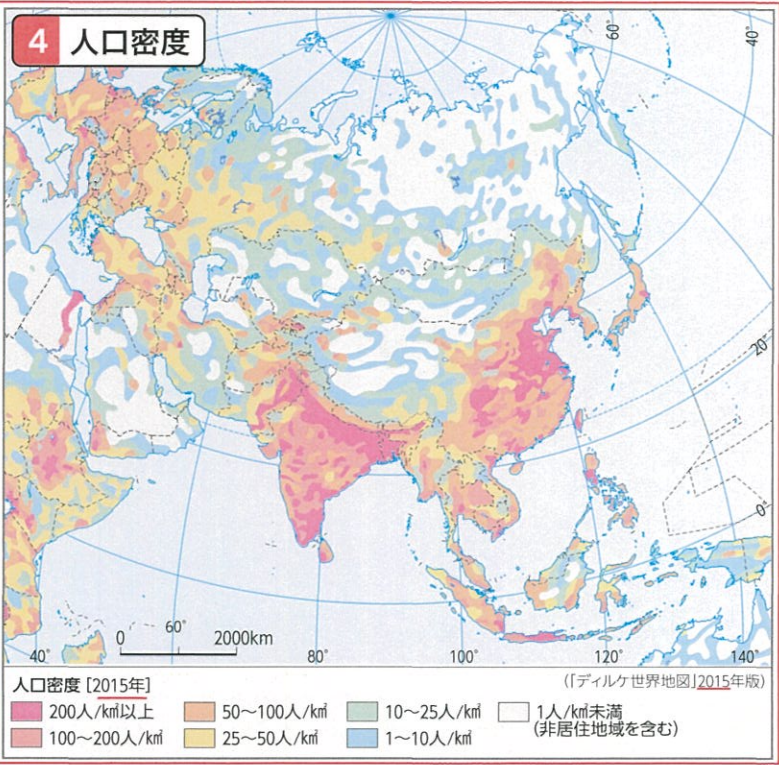 4 人口密度
60°
40°
20°
0°
0 60° 2000km
40° 80° 100° 120° 140°
人口密度 [2015年]
(「ディルケ世界地図」2015年版)
200人/km²以上 50〜100人/km² 10〜25人/km² 1人/km²未満
(非居住地域を含む)
100〜200人/km² 25〜50人/km² 1〜10人/km²